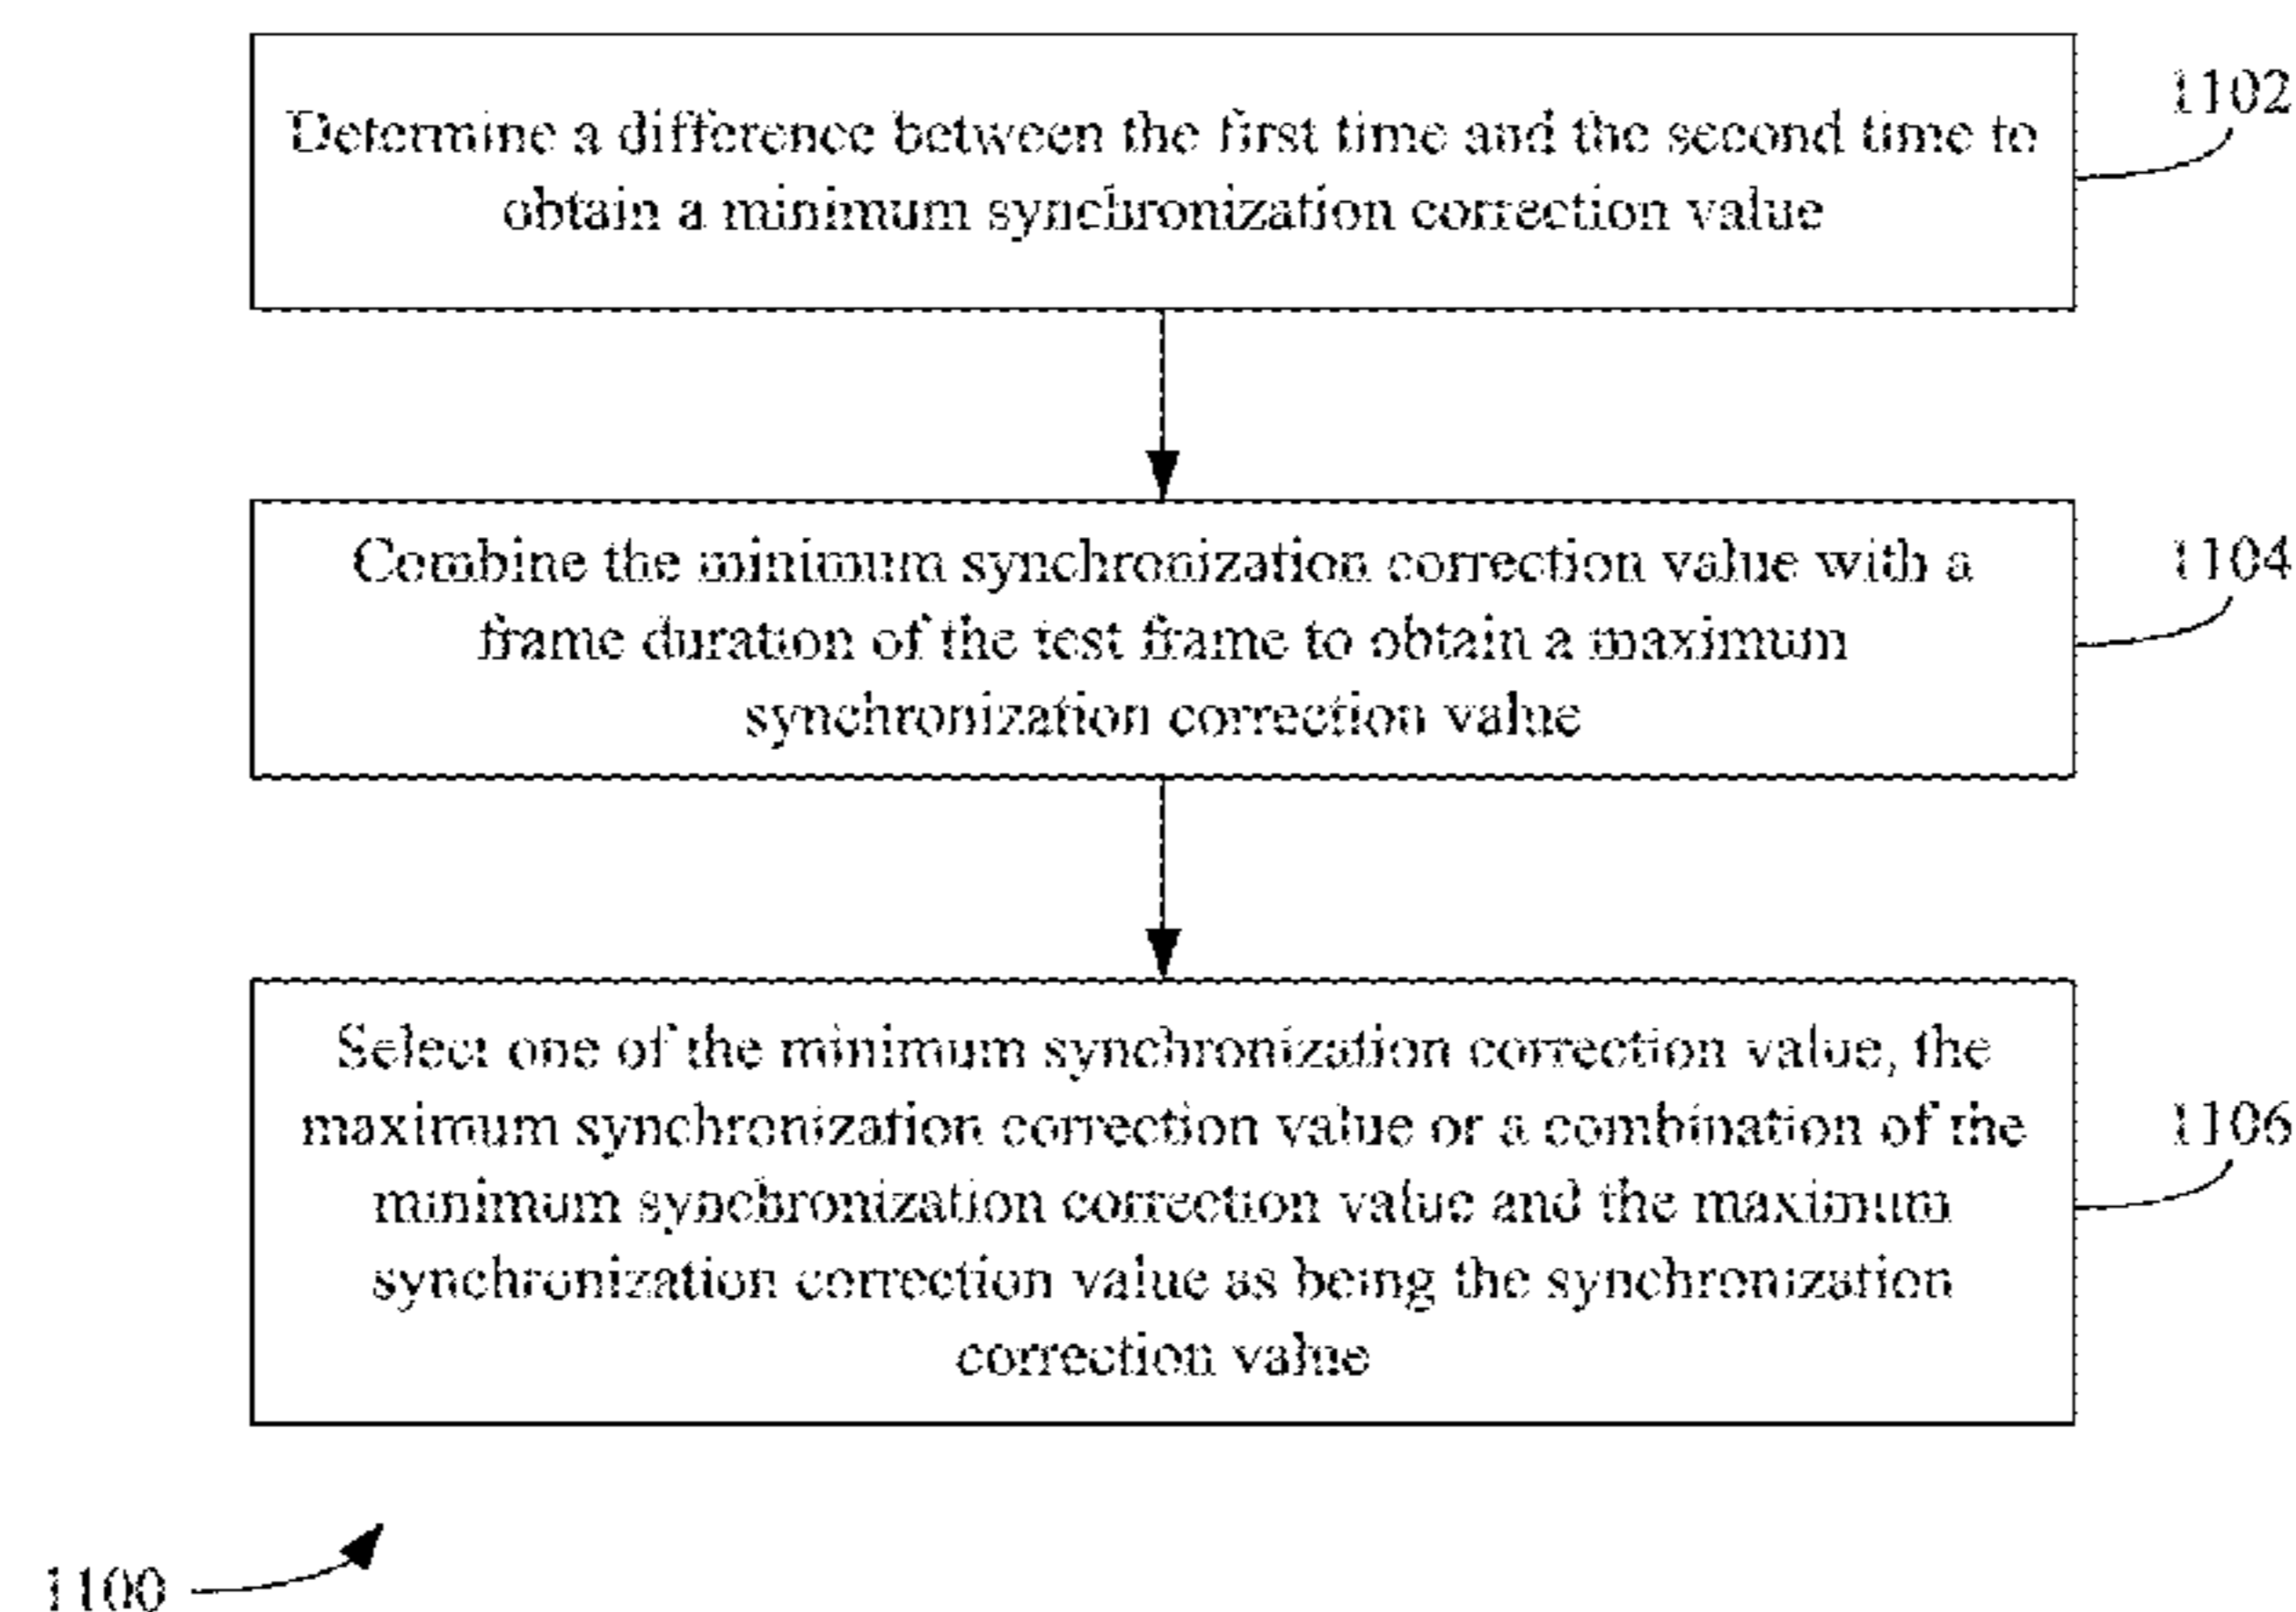 Determine a difference between the first time and the second time to
obtain a minimum synchronization correction value
1102
Combine the minimum synchronization correction value with a
frame duration of the test frame to obtain a maximum
synchronization correction value
1104
Select one of the minimum synchronization correction value, the
maximum synchronization correction value or a combination of the
minimum synchronization correction value and the maximum
synchronization correction value as being the synchronization
correction value
1106
1100